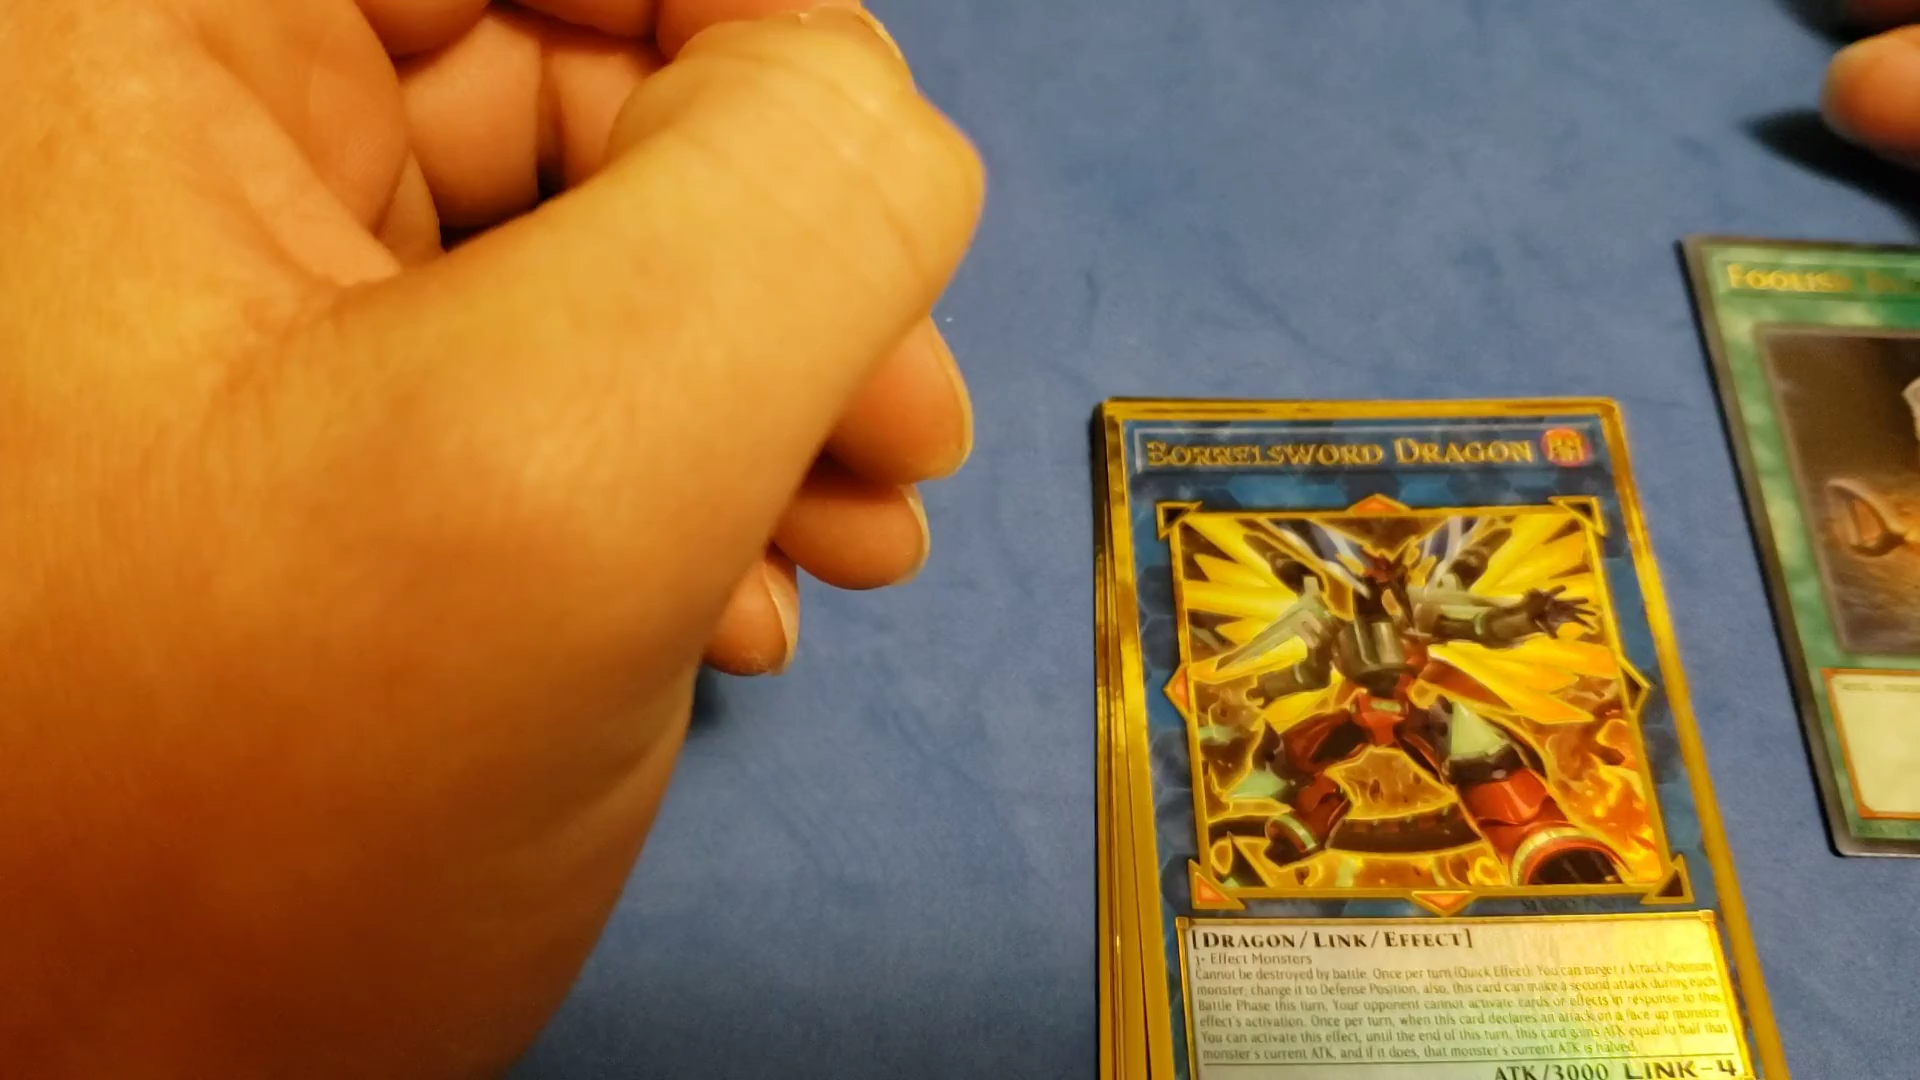 Borrelsword Dragon
Foolish
[Dragon/Link/Effect]
3+ Effect Monsters
Cannot be destroyed by battle. Once per turn (Quick Effect): You can target 1 Attack Position
monster; change it to Defense Position, also, this card can make a second attack during each
Battle Phase this turn. Your opponent cannot activate cards or effects in response to this
effect's activation. Once per turn, when this card declares an attack on a face-up monster:
You can activate this effect; until the end of this turn, this card gains ATK equal to half that
monster's current ATK, and if it does, that monster's current ATK is halved.
ATK/3000 LINK-4